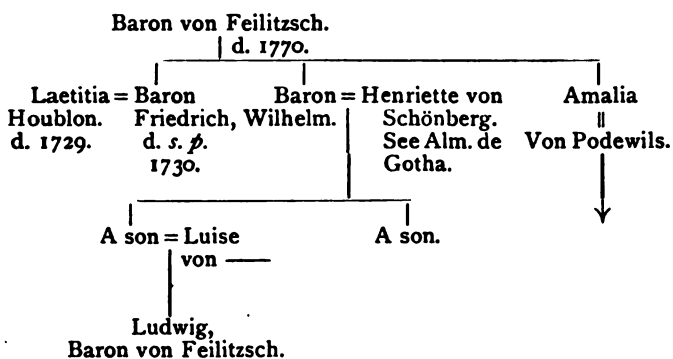 Baron von Feilitzsch.
d. 1770.
Laetitia = Baron Baron = Henriette von Amalia
Houblon. Friedrich, Wilhelm. Schönberg. ||
d. 1729. d. s. p. See Alm. de Von Podewils.
1730. Gotha.
A son = Luise A son.
von ——
Ludwig,
Baron von Feilitzsch.